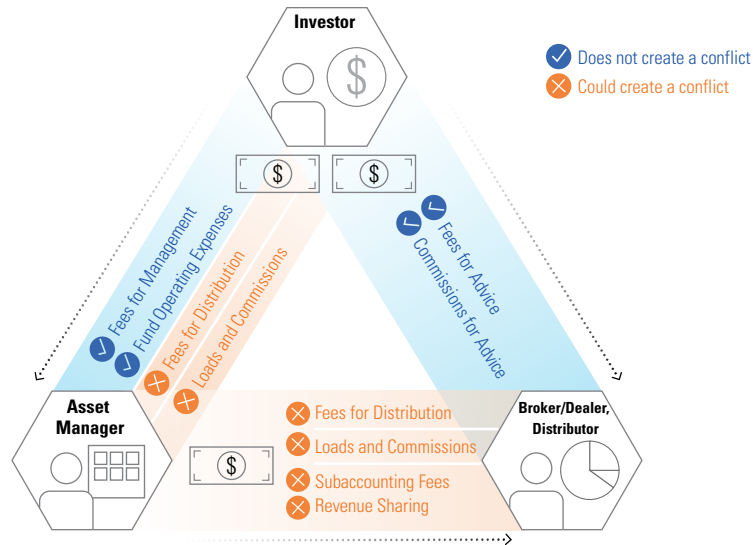 Investor
Does not create a conflict
Could create a conflict
$
$
$
Fees for Management
Fund Operating Expenses
Fees for Distribution
Loads and Commissions
Fees for Advice
Commissions for Advice
Asset
Manager
$
Fees for Distribution
Loads and Commissions
Subaccounting Fees
Revenue Sharing
Broker/Dealer,
Distributor